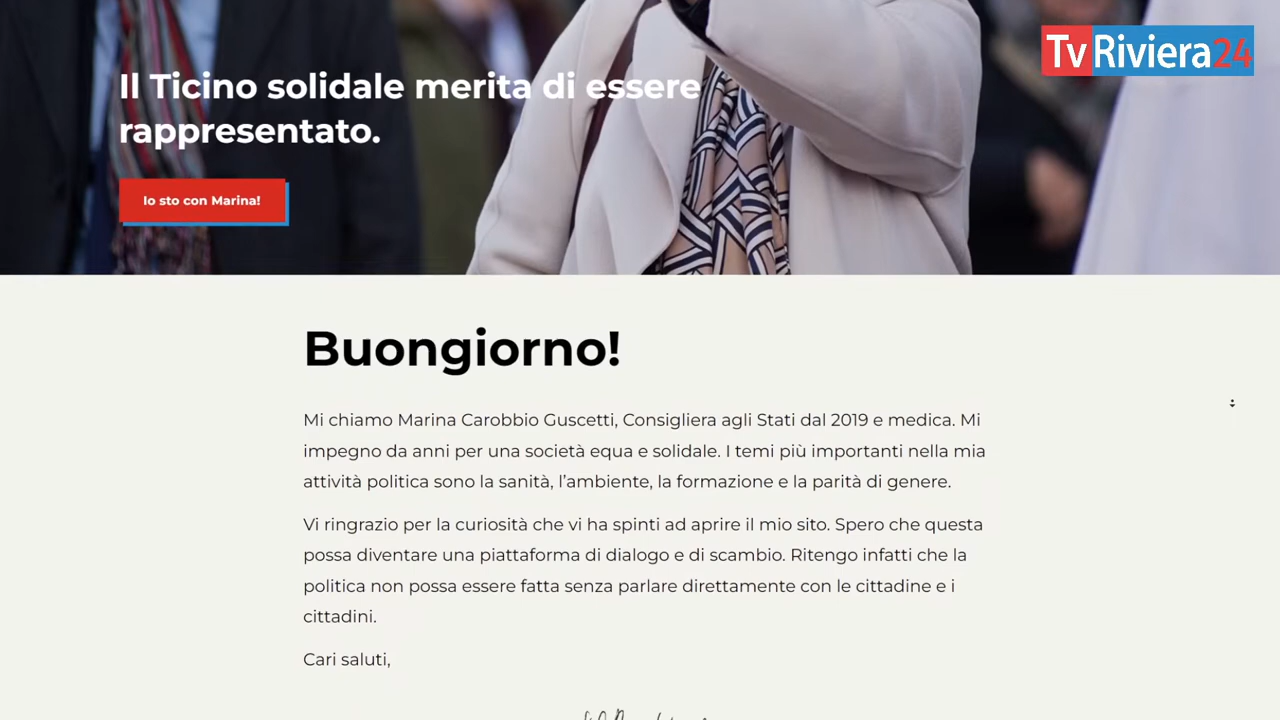 TvRiviera24
Il Ticino solidale merita di essere
rappresentato.
Io sto con Marina!
Buongiorno!
Mi chiamo Marina Carobbio Guscetti, Consigliera agli Stati dal 2019 e medica. Mi
impegno da anni per una società equa e solidale. I temi più importanti nella mia
attività politica sono la sanità, l'ambiente, la formazione e la parità di genere.
Vi ringrazio per la curiosità che vi ha spinti ad aprire il mio sito. Spero che questa
possa diventare una piattaforma di dialogo e di scambio. Ritengo infatti che la
politica non possa essere fatta senza parlare direttamente con le cittadine e i
cittadini.
Cari saluti,